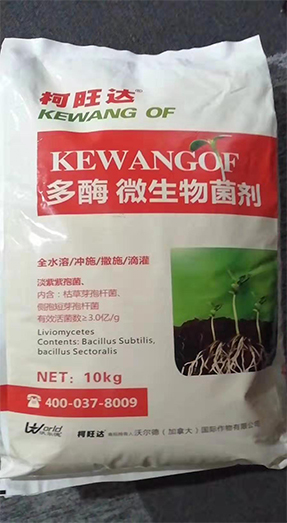 柯旺达®
KEWANG OF
KEWANGOF
多酶 微生物菌剂
全水溶/冲施/撒施/滴灌
淡紫紫孢菌、
内含：枯草芽孢杆菌、
侧孢短芽孢杆菌
有效活菌数≥3.0亿/g
Liviomycetes
Contents: Bacillus Subtilis,
bacillus Sectoralis
NET: 10kg
☎400-037-8009
World
柯旺达® 沃尔德（加拿大）国际作物有限公司